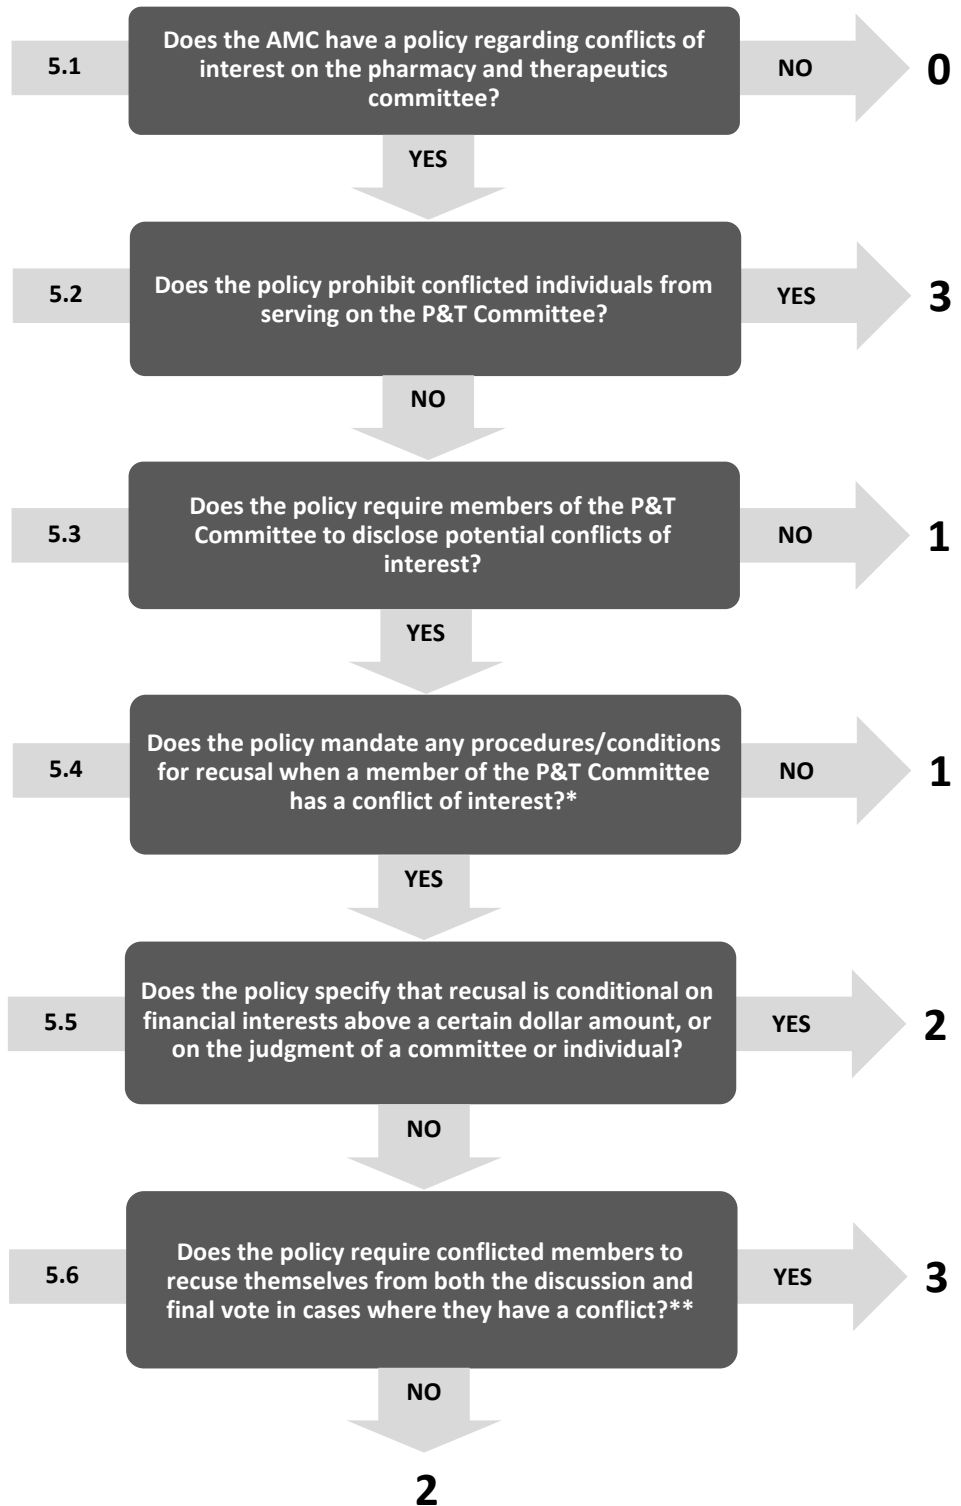 5.1
Does the AMC have a policy regarding conflicts of
interest on the pharmacy and therapeutics
committee?
NO
0
YES
5.2
Does the policy prohibit conflicted individuals from
serving on the P&T Committee?
YES
3
NO
5.3
Does the policy require members of the P&T
Committee to disclose potential conflicts of
interest?
NO
1
YES
5.4
Does the policy mandate any procedures/conditions
for recusal when a member of the P&T Committee
has a conflict of interest?*
NO
1
YES
5.5
Does the policy specify that recusal is conditional on
financial interests above a certain dollar amount, or
on the judgment of a committee or individual?
YES
2
NO
5.6
Does the policy require conflicted members to
recuse themselves from both the discussion and
final vote in cases where they have a conflict?**
YES
3
NO
2